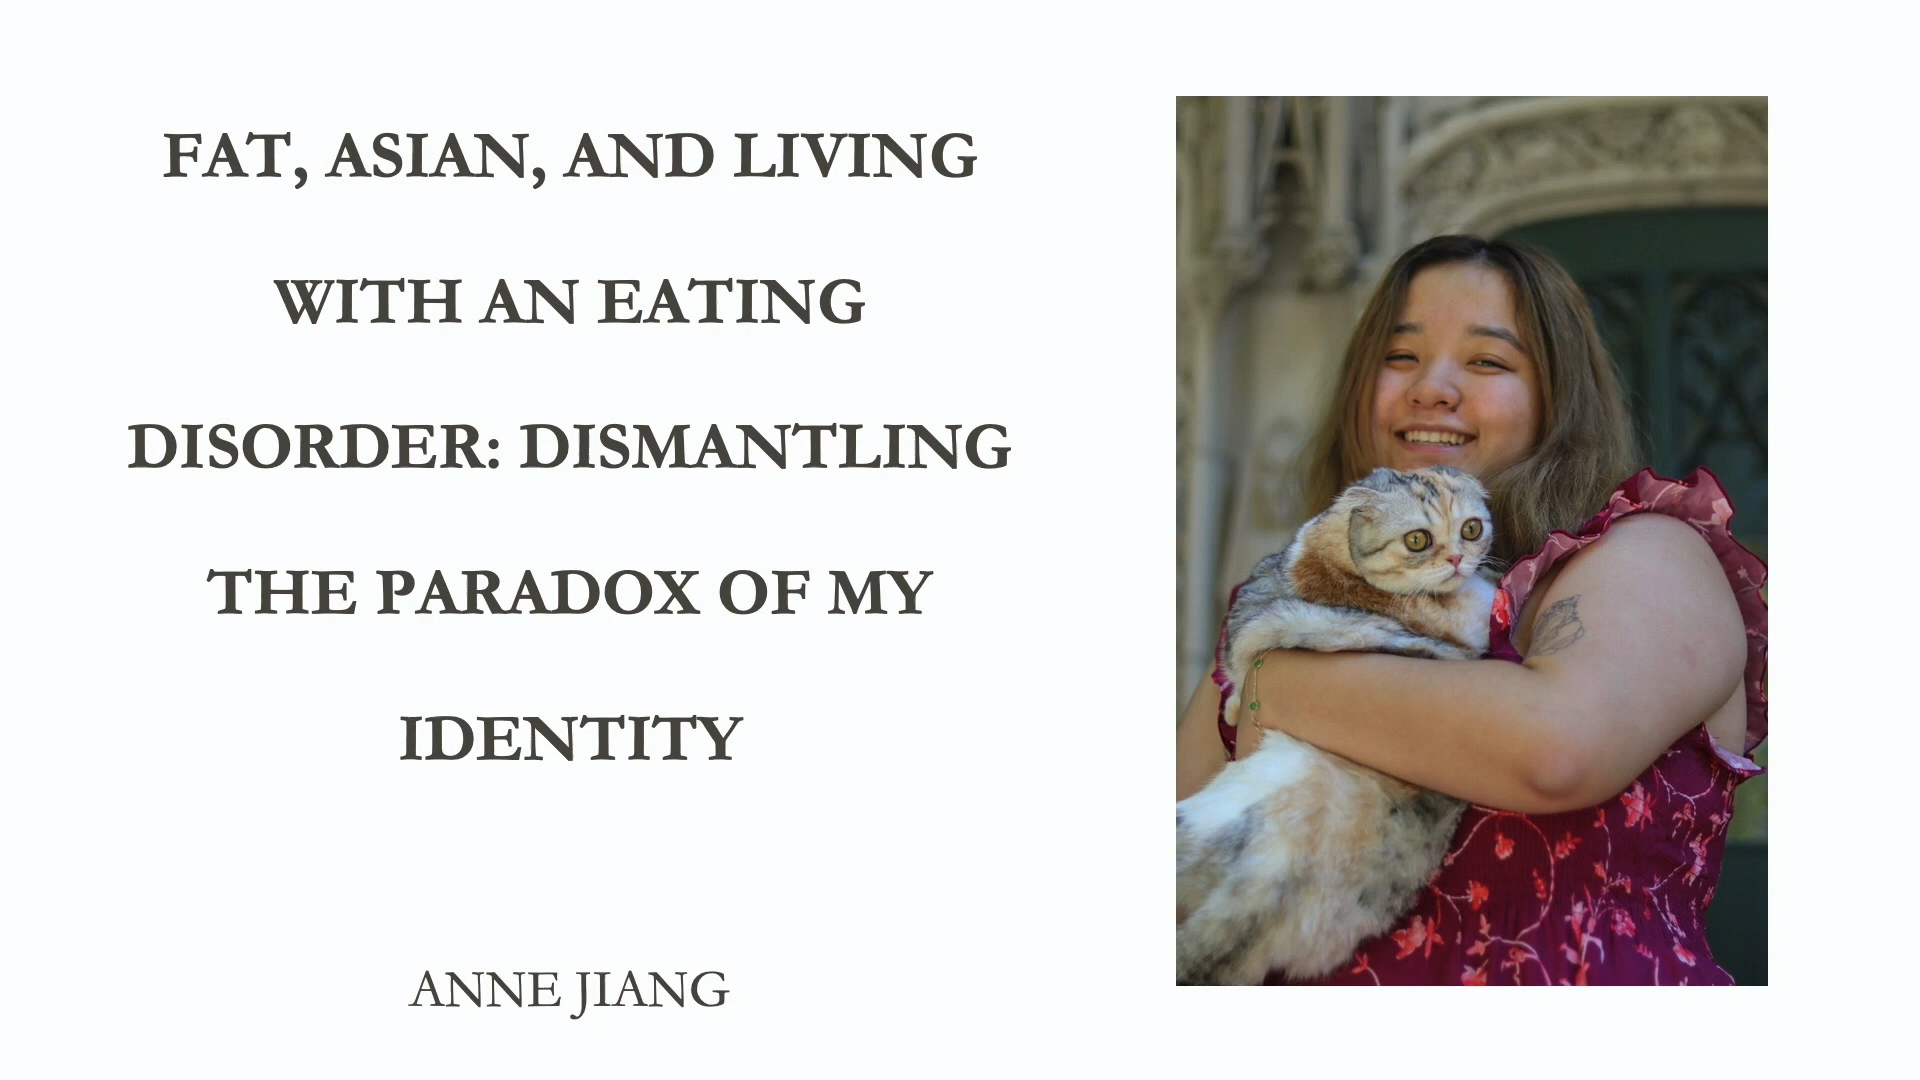 FAT, ASIAN, AND LIVING
WITH AN EATING
DISORDER: DISMANTLING
THE PARADOX OF MY
IDENTITY
ANNE JIANG